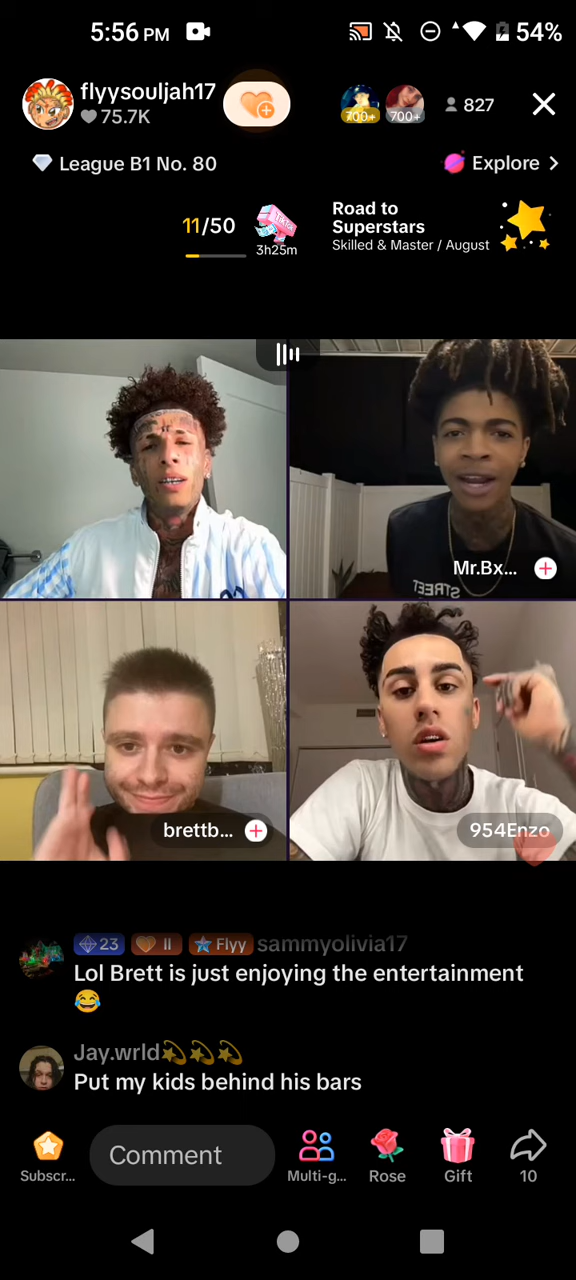 5:56 PM
54%
flyysouljah17
75.7K
700+
700+
827
League B1 No. 80
Explore
11/50
TikTok
3h25m
Road to
Superstars
Skilled & Master / August
Mr.Bx...
STREET
brettb...
954Enzo
23
II
Flyy
sammyolivia17
Lol Brett is just enjoying the entertainment
😂
Jay.wrld💫💫💫
Put my kids behind his bars
Subscr...
Comment
Multi-g...
Rose
Gift
10